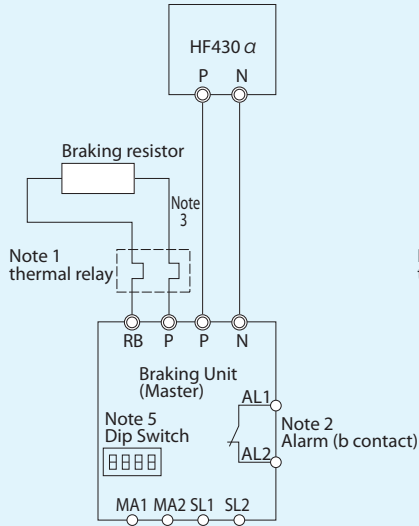 HF430 α
P N
Braking resistor
Note
3
Note 1
thermal relay
RB P P N
Braking Unit
(Master)
AL1
Note 5
Dip Switch
Note 2
Alarm (b contact)
AL2
MA1 MA2 SL1 SL2